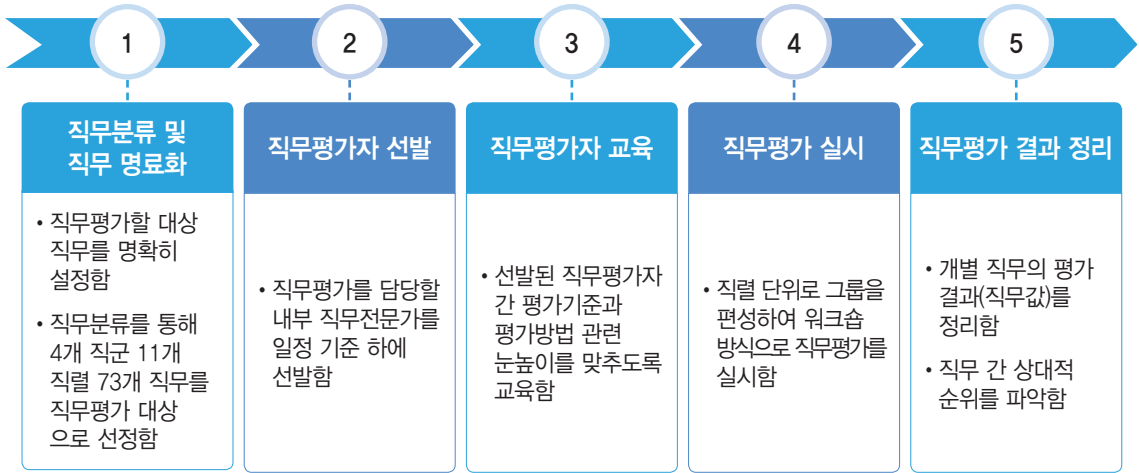 1
2
3
4
5
직무분류 및
직무 명료화
• 직무평가할 대상
직무를 명확히
설정함
• 직무분류를 통해
4개 직군 11개
직렬 73개 직무를
직무평가 대상
으로 선정함
직무평가자 선발
• 직무평가를 담당할
내부 직무전문가를
일정 기준 하에
선발함
직무평가자 교육
• 선발된 직무평가자
간 평가기준과
평가방법 관련
눈높이를 맞추도록
교육함
직무평가 실시
• 직렬 단위로 그룹을
편성하여 워크숍
방식으로 직무평가를
실시함
직무평가 결과 정리
• 개별 직무의 평가
결과(직무값)를
정리함
• 직무 간 상대적
순위를 파악함